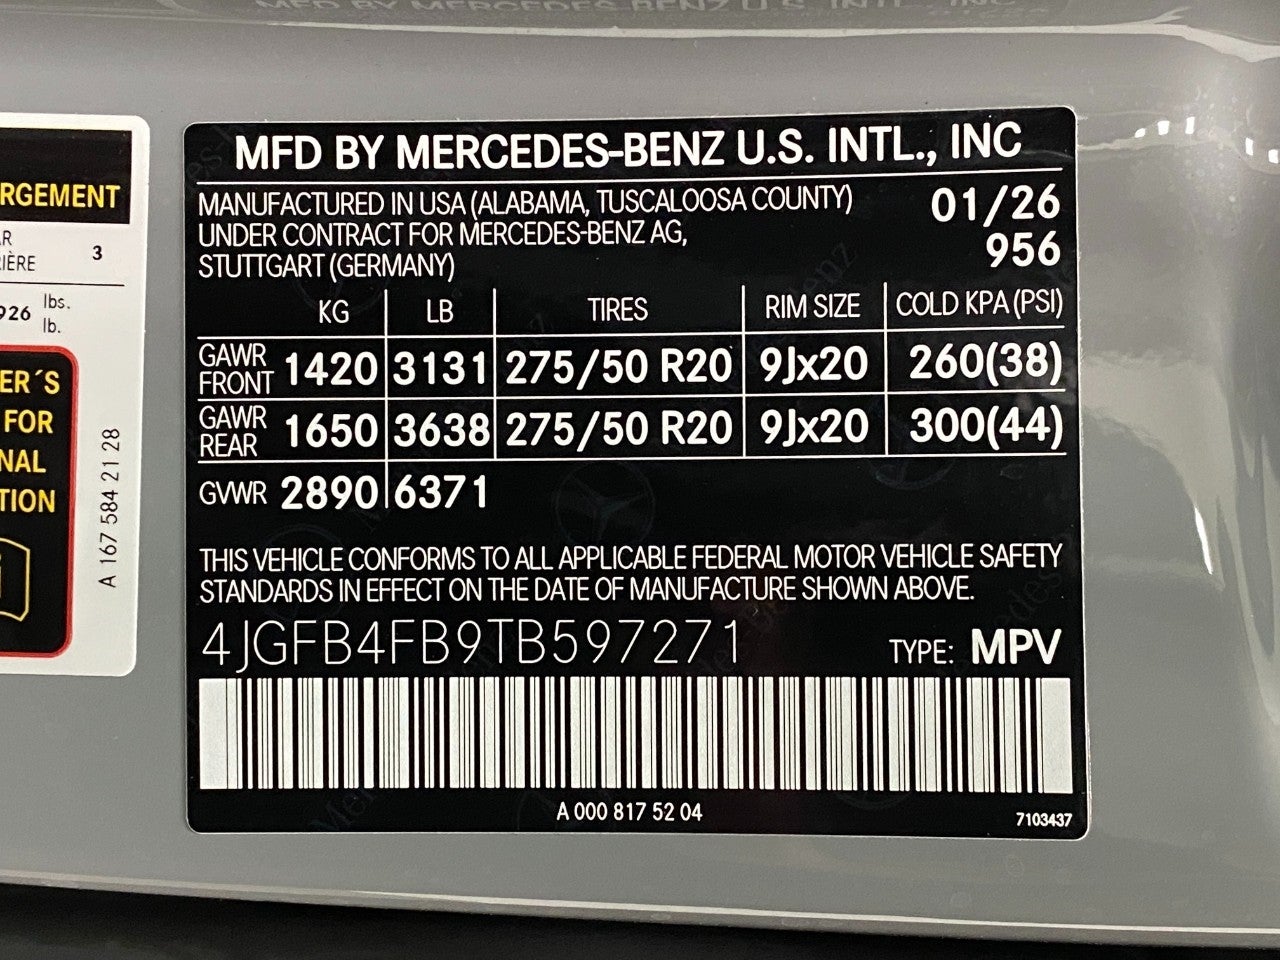 MFD BY MERCEDES-BENZ U.S. INTL., INC
MANUFACTURED IN USA (ALABAMA, TUSCALOOSA COUNTY) 01/26
UNDER CONTRACT FOR MERCEDES-BENZ AG, 956
STUTTGART (GERMANY)
KG LB TIRES RIM SIZE COLD KPA (PSI)
GAWR FRONT 1420 3131 275/50 R20 9Jx20 260(38)
GAWR REAR 1650 3638 275/50 R20 9Jx20 300(44)
GVWR 2890 6371
THIS VEHICLE CONFORMS TO ALL APPLICABLE FEDERAL MOTOR VEHICLE SAFETY
STANDARDS IN EFFECT ON THE DATE OF MANUFACTURE SHOWN ABOVE.
4JGFB4FB9TB597271 TYPE: MPV
A 000 817 52 04 7103437
RGEMENT
R
IÈRE 3
926 lbs.
lb.
ER´S
FOR
NAL
TION
A 167 584 21 28